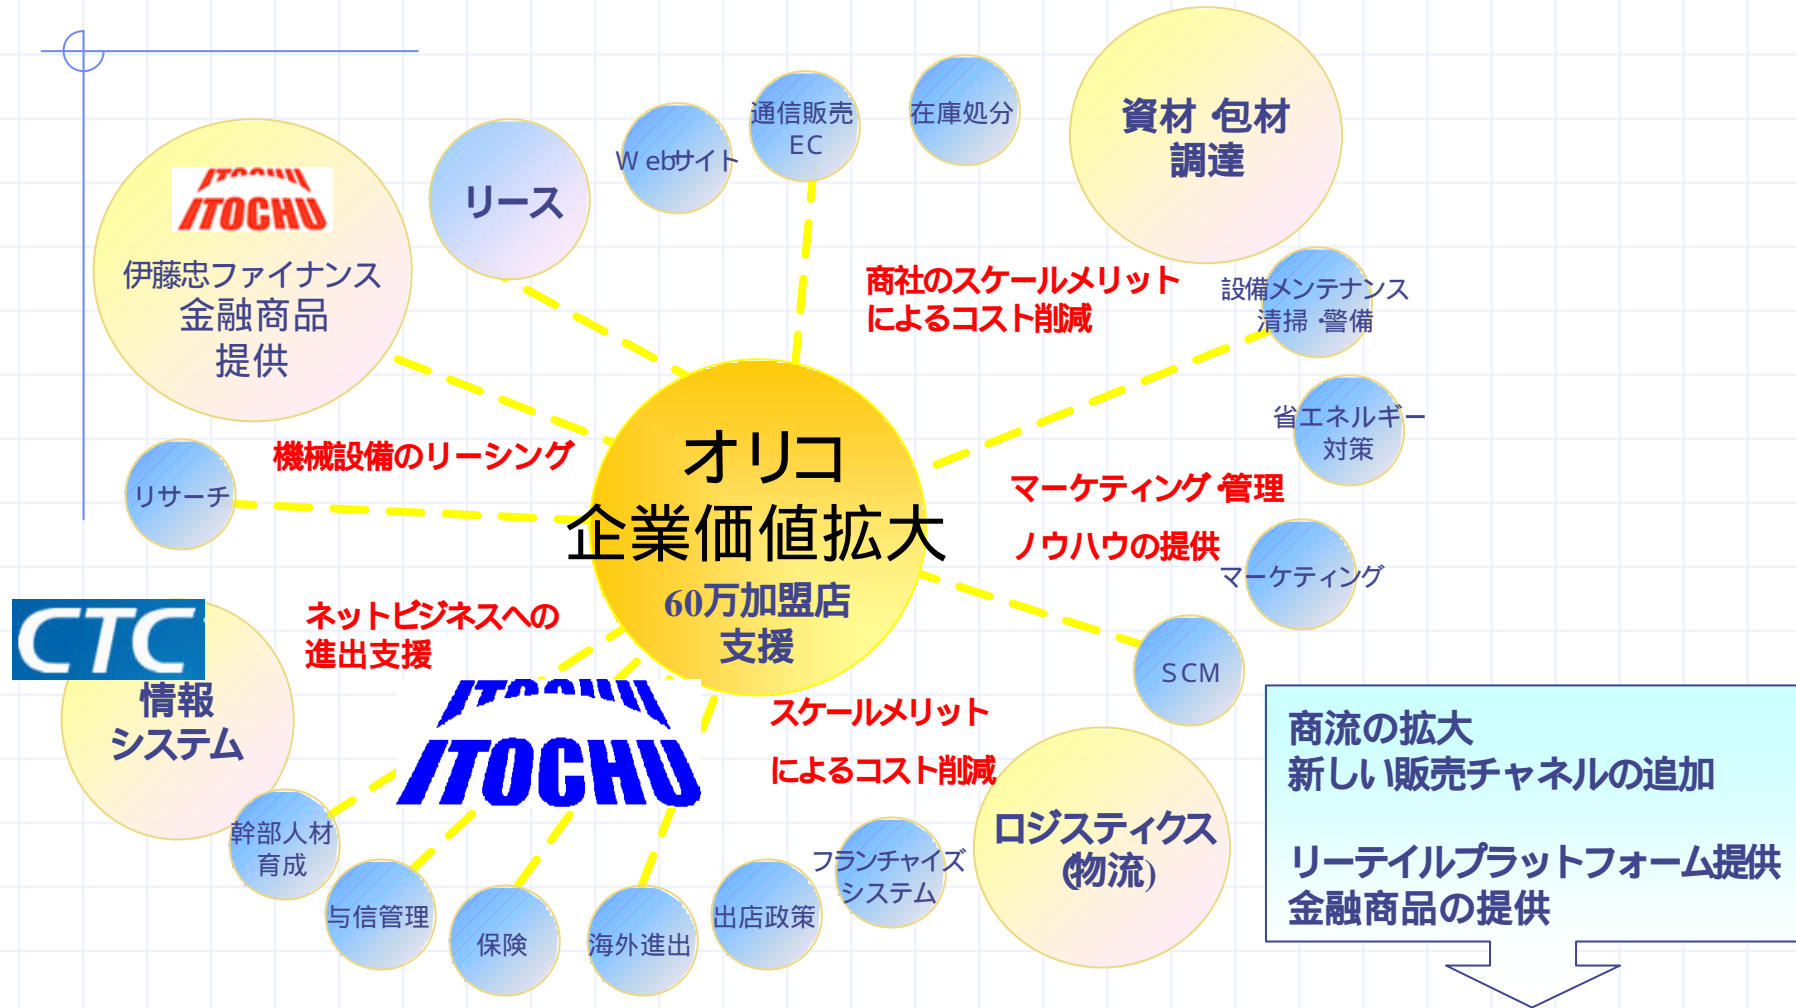 通信販売
EC
在庫処分
資材・包材
調達
Webサイト
リース
ITOCHU
ITOCHU
伊藤忠ファイナンス
金融商品
提供
商社のスケールメリット
によるコスト削減
設備メンテナンス
清掃・警備
省エネルギー
対策
機械設備のリーシング
リサーチ
オリコ
企業価値拡大
60万加盟店
支援
マーケティング・管理
ノウハウの提供
マーケティング
SCM
CTC
情報
システム
ネットビジネスへの
進出支援
ITOCHU
ITOCHU
スケールメリット
によるコスト削減
ロジスティクス
(物流)
商流の拡大
新しい販売チャネルの追加
リーテイルプラットフォーム提供
金融商品の提供
幹部人材
育成
与信管理
保険
海外進出
出店政策
フランチャイズ
システム